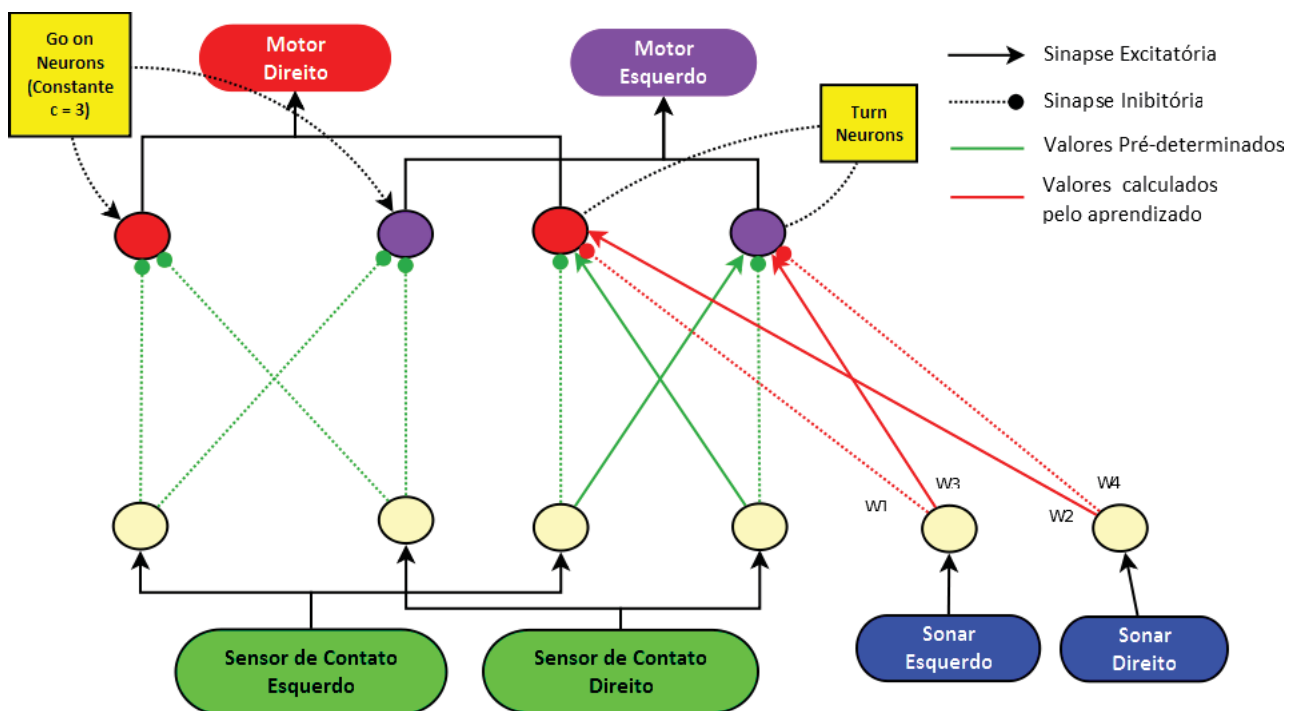 Go on
Neurons
(Constante
c = 3)
Motor
Direito
Motor
Esquerdo
Turn
Neurons
Sinapse Excitatória
Sinapse Inibitória
Valores Pré-determinados
Valores calculados
pelo aprendizado
W1
W3
W2
W4
Sensor de Contato
Esquerdo
Sensor de Contato
Direito
Sonar
Esquerdo
Sonar
Direito